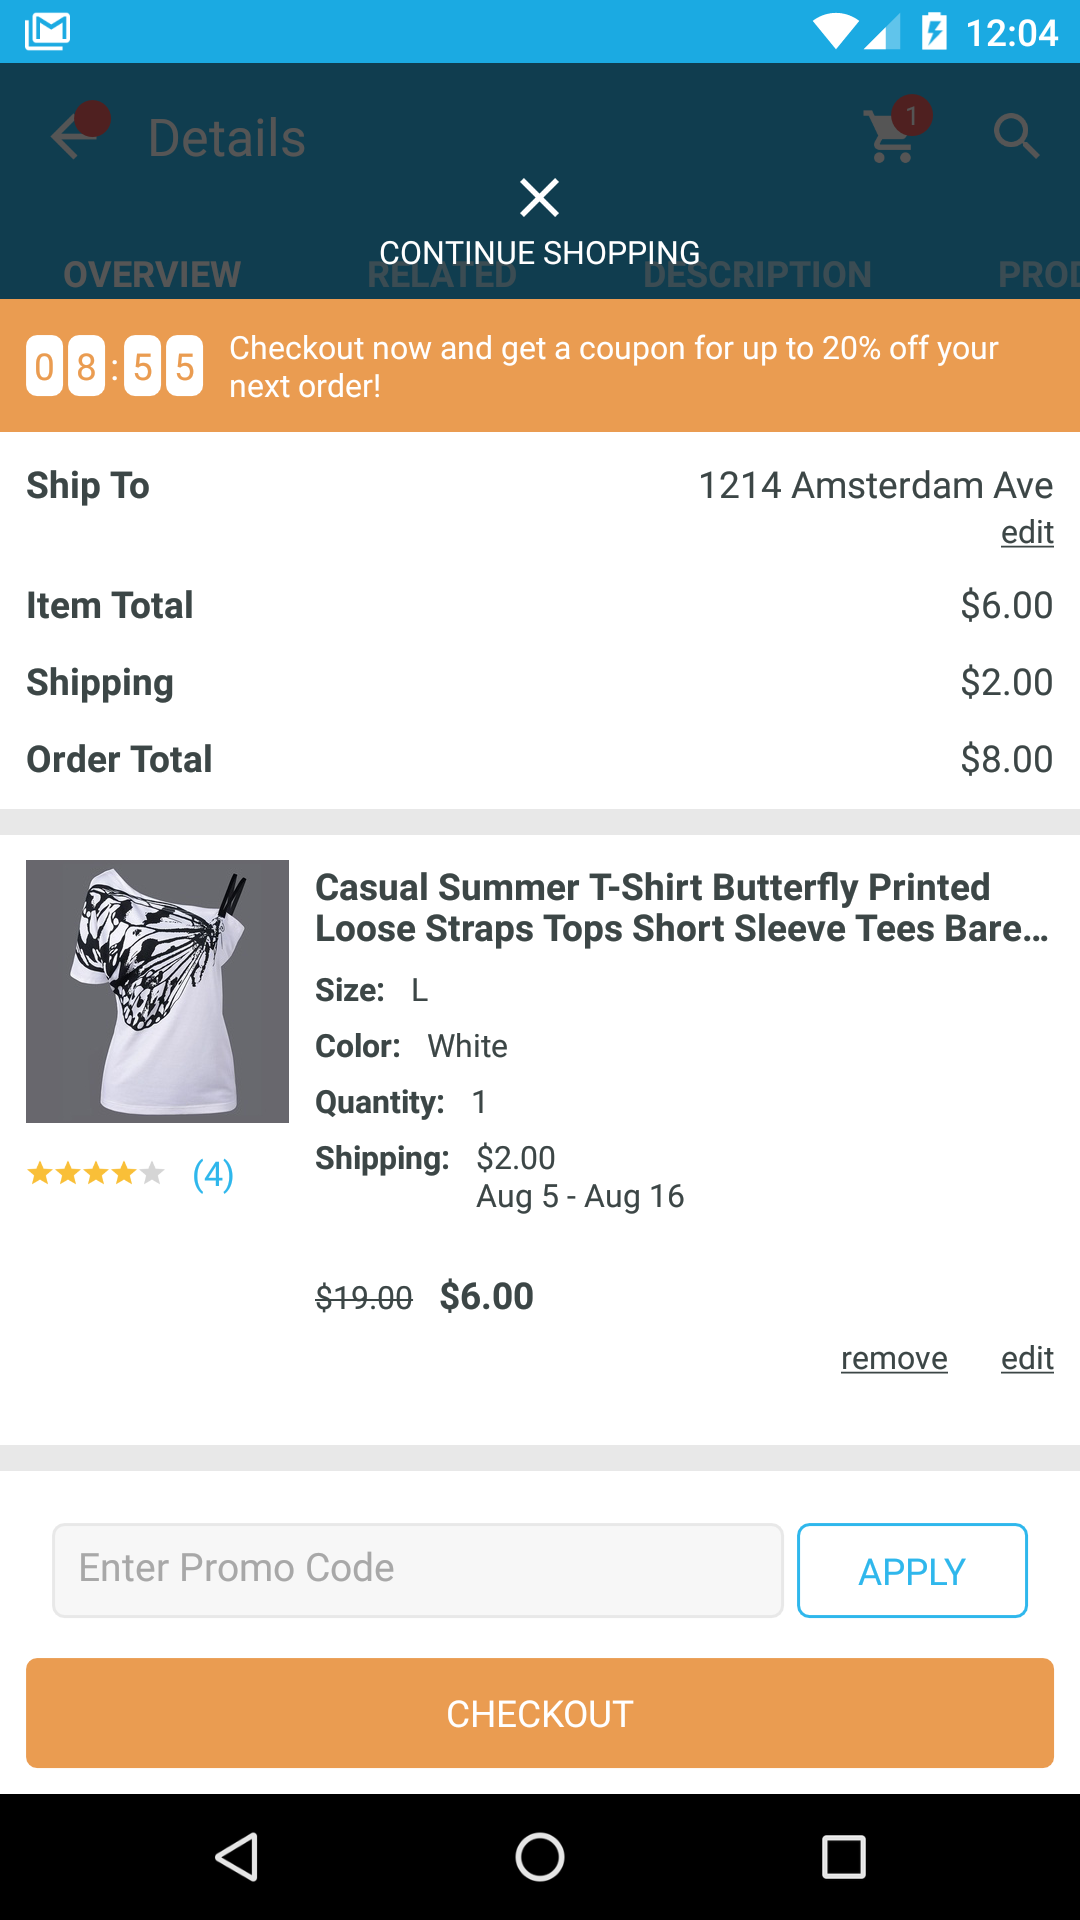 12:04
Details
1
CONTINUE SHOPPING
OVERVIEW RELATED DESCRIPTION PROD
08:55 Checkout now and get a coupon for up to 20% off your
next order!
Ship To 1214 Amsterdam Ave
edit
Item Total $6.00
Shipping $2.00
Order Total $8.00
Casual Summer T-Shirt Butterfly Printed
Loose Straps Tops Short Sleeve Tees Bare...
Size: L
Color: White
Quantity: 1
Shipping: $2.00
(4)
Aug 5 - Aug 16
$19.00 $6.00
remove edit
Enter Promo Code APPLY
CHECKOUT